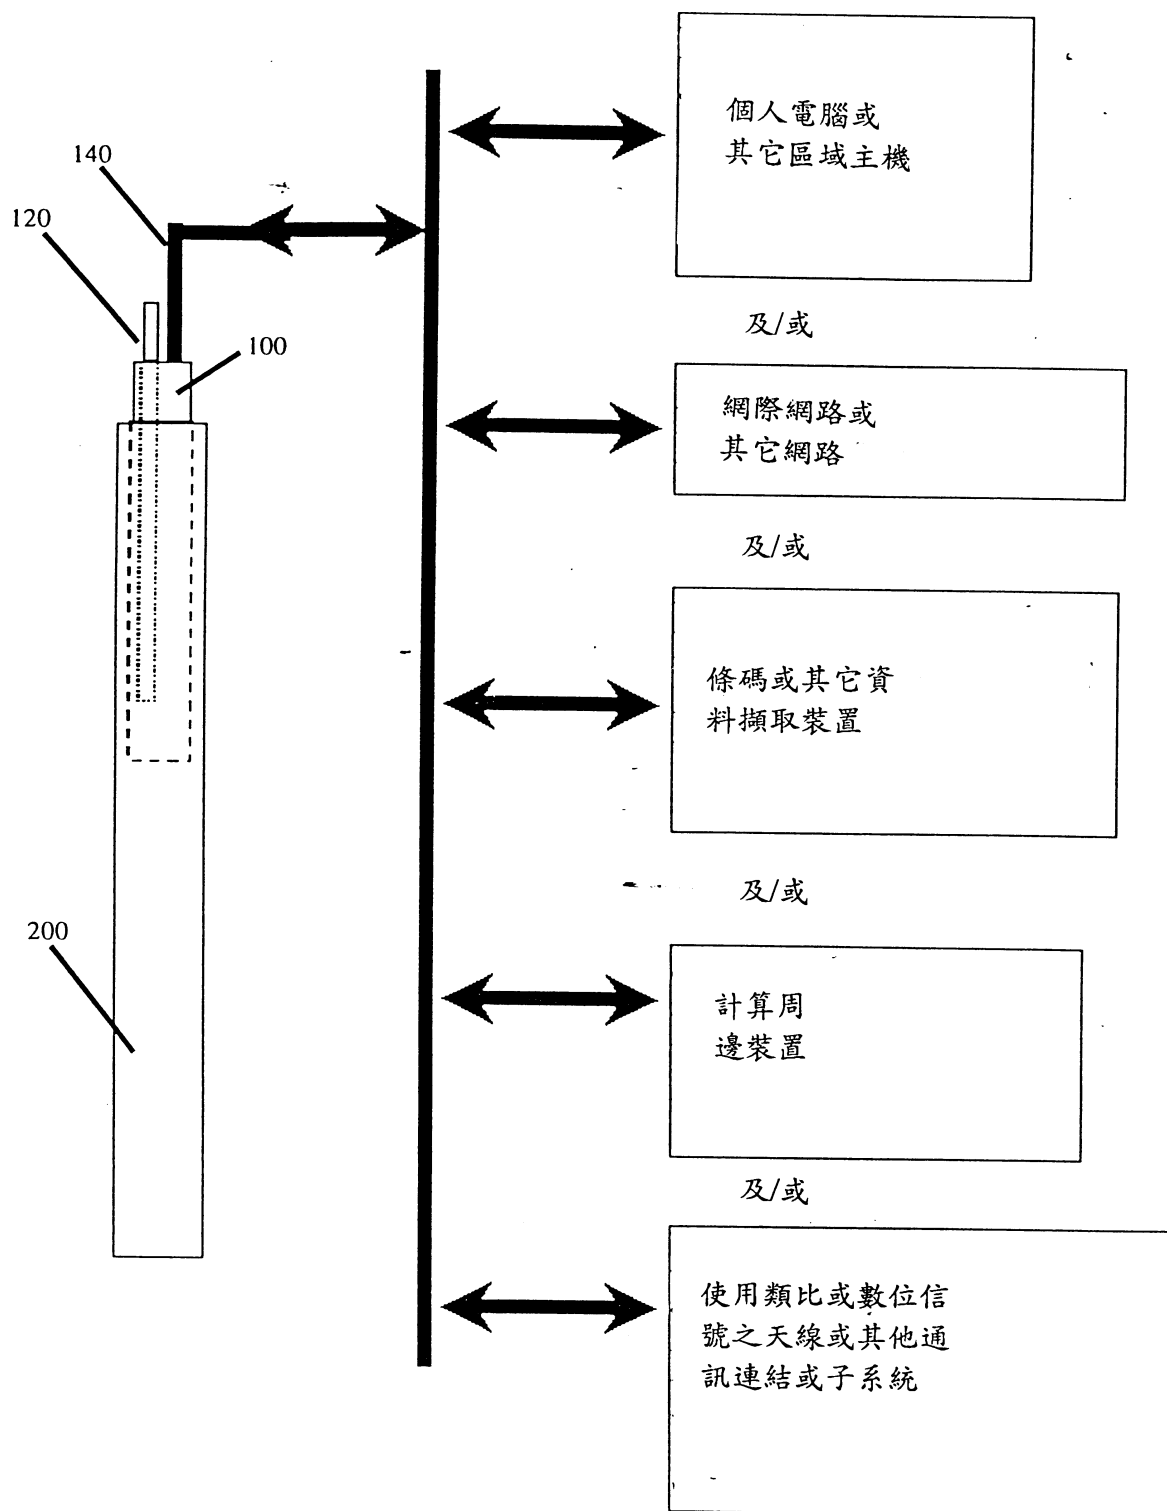 個人電腦或
其它區域主機
140
120
及/或
100
網際網路或
其它網路
及/或
條碼或其它資
料擷取裝置
及/或
200
計算周
邊裝置
及/或
使用類比或數位信
號之天線或其他通
訊連結或子系統